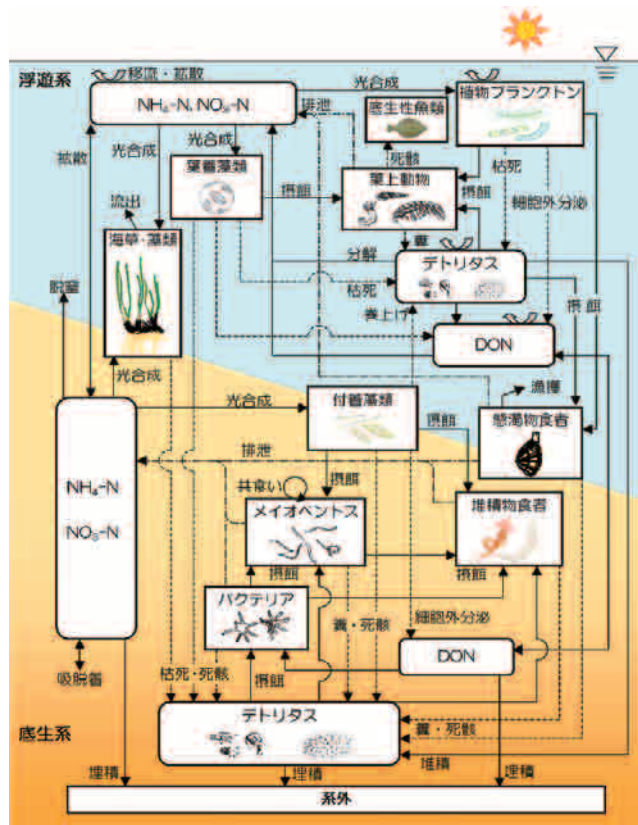 浮遊系
移流・拡散
NH₄-N, NO₃-N
光合成
排泄
底生性魚類
植物プランクトン
拡散
光合成
光合成
葉着藻類
死骸
枯死
摂餌
葉上動物
摂餌
細胞外分泌
流出
海草・藻類
糞
分解
デトリタス
枯死
脱窒
巻上げ
摂餌
DON
光合成
光合成
付着藻類
漁獲
懸濁物食者
摂餌
排泄
NH₄-N
NO₃-N
共食い
摂餌
メイオベントス
堆積物食者
摂餌
摂餌
バクテリア
糞・死骸
細胞外分泌
DON
吸脱着
枯死・死骸
摂餌
底生系
デトリタス
糞・死骸
堆積
埋積
埋積
埋積
系外